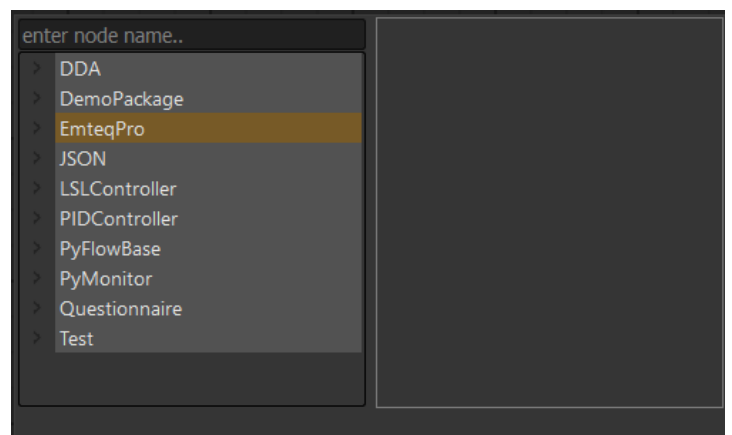 enter node name..
DDA
DemoPackage
EmteqPro
JSON
LSLController
PIDController
PyFlowBase
PyMonitor
Questionnaire
Test